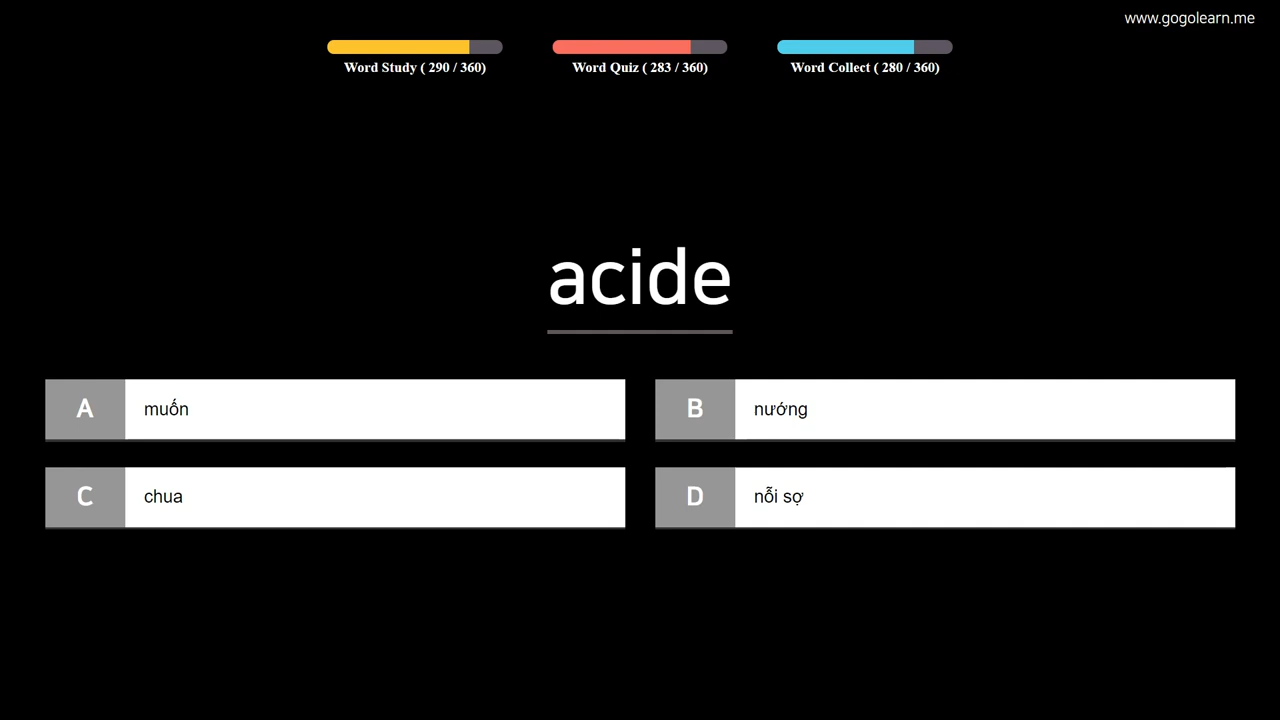 www.gogolearn.me
Word Study ( 290 / 360)
Word Quiz ( 283 / 360)
Word Collect ( 280 / 360)
acide
A muốn
B nướng
C chua
D nỗi sợ